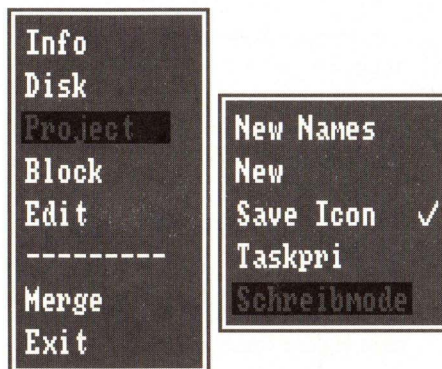 Info
Disk
Project
Block
Edit
---------
Merge
Exit
New Names
New
Save Icon ✓
Taskpri
Schreibmode